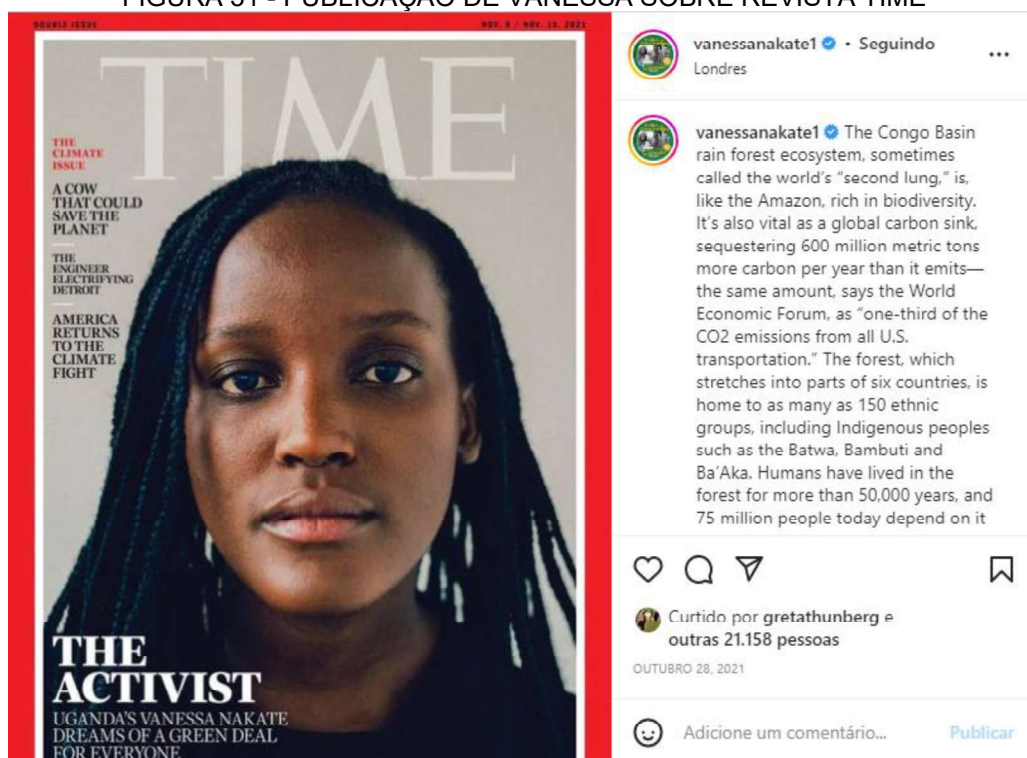 FIGURA 31 - PUBLICAÇÃO DE VANESSA SOBRE REVISTA TIME
DOUBLE ISSUE
NOV. 8 / NOV. 15, 2021
TIME
THE
CLIMATE
ISSUE
A COW
THAT COULD
SAVE THE
PLANET
THE
ENGINEER
ELECTRIFYING
DETROIT
AMERICA
RETURNS
TO THE
CLIMATE
FIGHT
THE
ACTIVIST
UGANDA'S VANESSA NAKATE
DREAMS OF A GREEN DEAL
FOR EVERYONE
vanessanakate1 • Seguindo
Londres
vanessanakate1 The Congo Basin
rain forest ecosystem, sometimes
called the world's “second lung,” is,
like the Amazon, rich in biodiversity.
It's also vital as a global carbon sink,
sequestering 600 million metric tons
more carbon per year than it emits—
the same amount, says the World
Economic Forum, as “one-third of the
CO2 emissions from all U.S.
transportation.” The forest, which
stretches into parts of six countries, is
home to as many as 150 ethnic
groups, including Indigenous peoples
such as the Batwa, Bambuti and
Ba'Aka. Humans have lived in the
forest for more than 50,000 years, and
75 million people today depend on it
Curtido por gretathunberg e
outras 21.158 pessoas
OUTUBRO 28, 2021
Adicione um comentário... Publicar